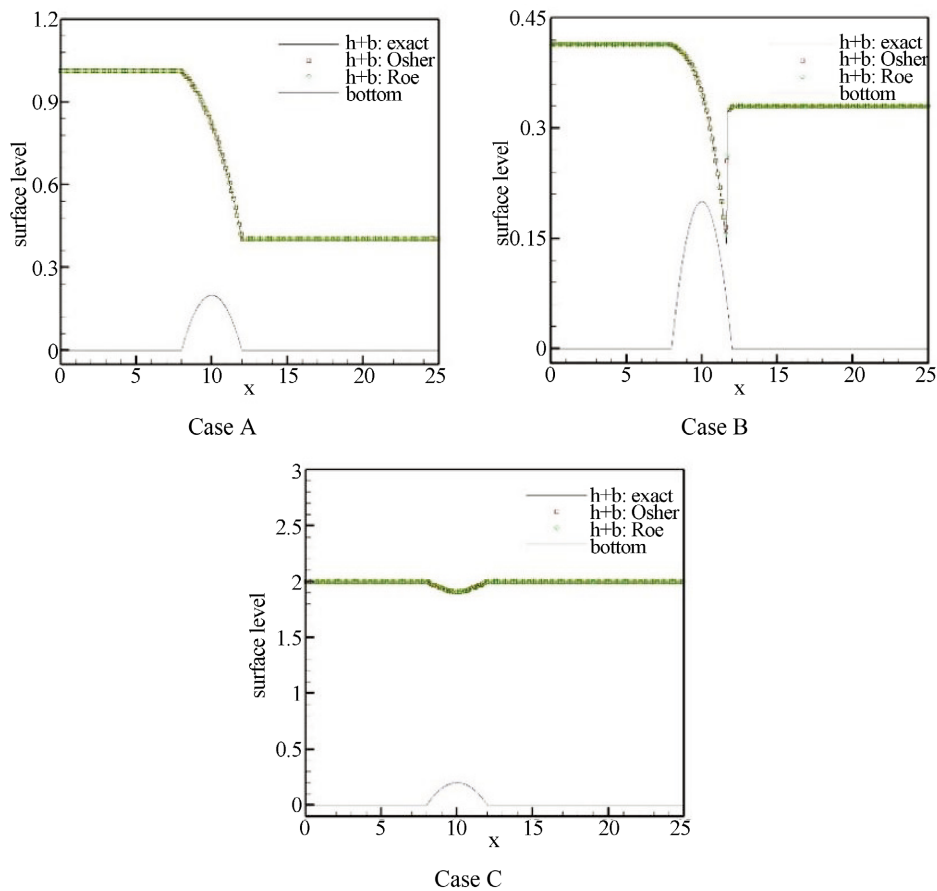 1.2
0.9
0.6
0.3
0
surface level
h+b: exact
h+b: Osher
h+b: Roe
bottom
0 5 10 15 20 25
x
Case A
0.45
0.3
0.15
0
surface level
h+b: exact
h+b: Osher
h+b: Roe
bottom
0 5 10 15 20 25
x
Case B
3
2.5
2
1.5
1
0.5
0
surface level
h+b: exact
h+b: Osher
h+b: Roe
bottom
0 5 10 15 20 25
x
Case C